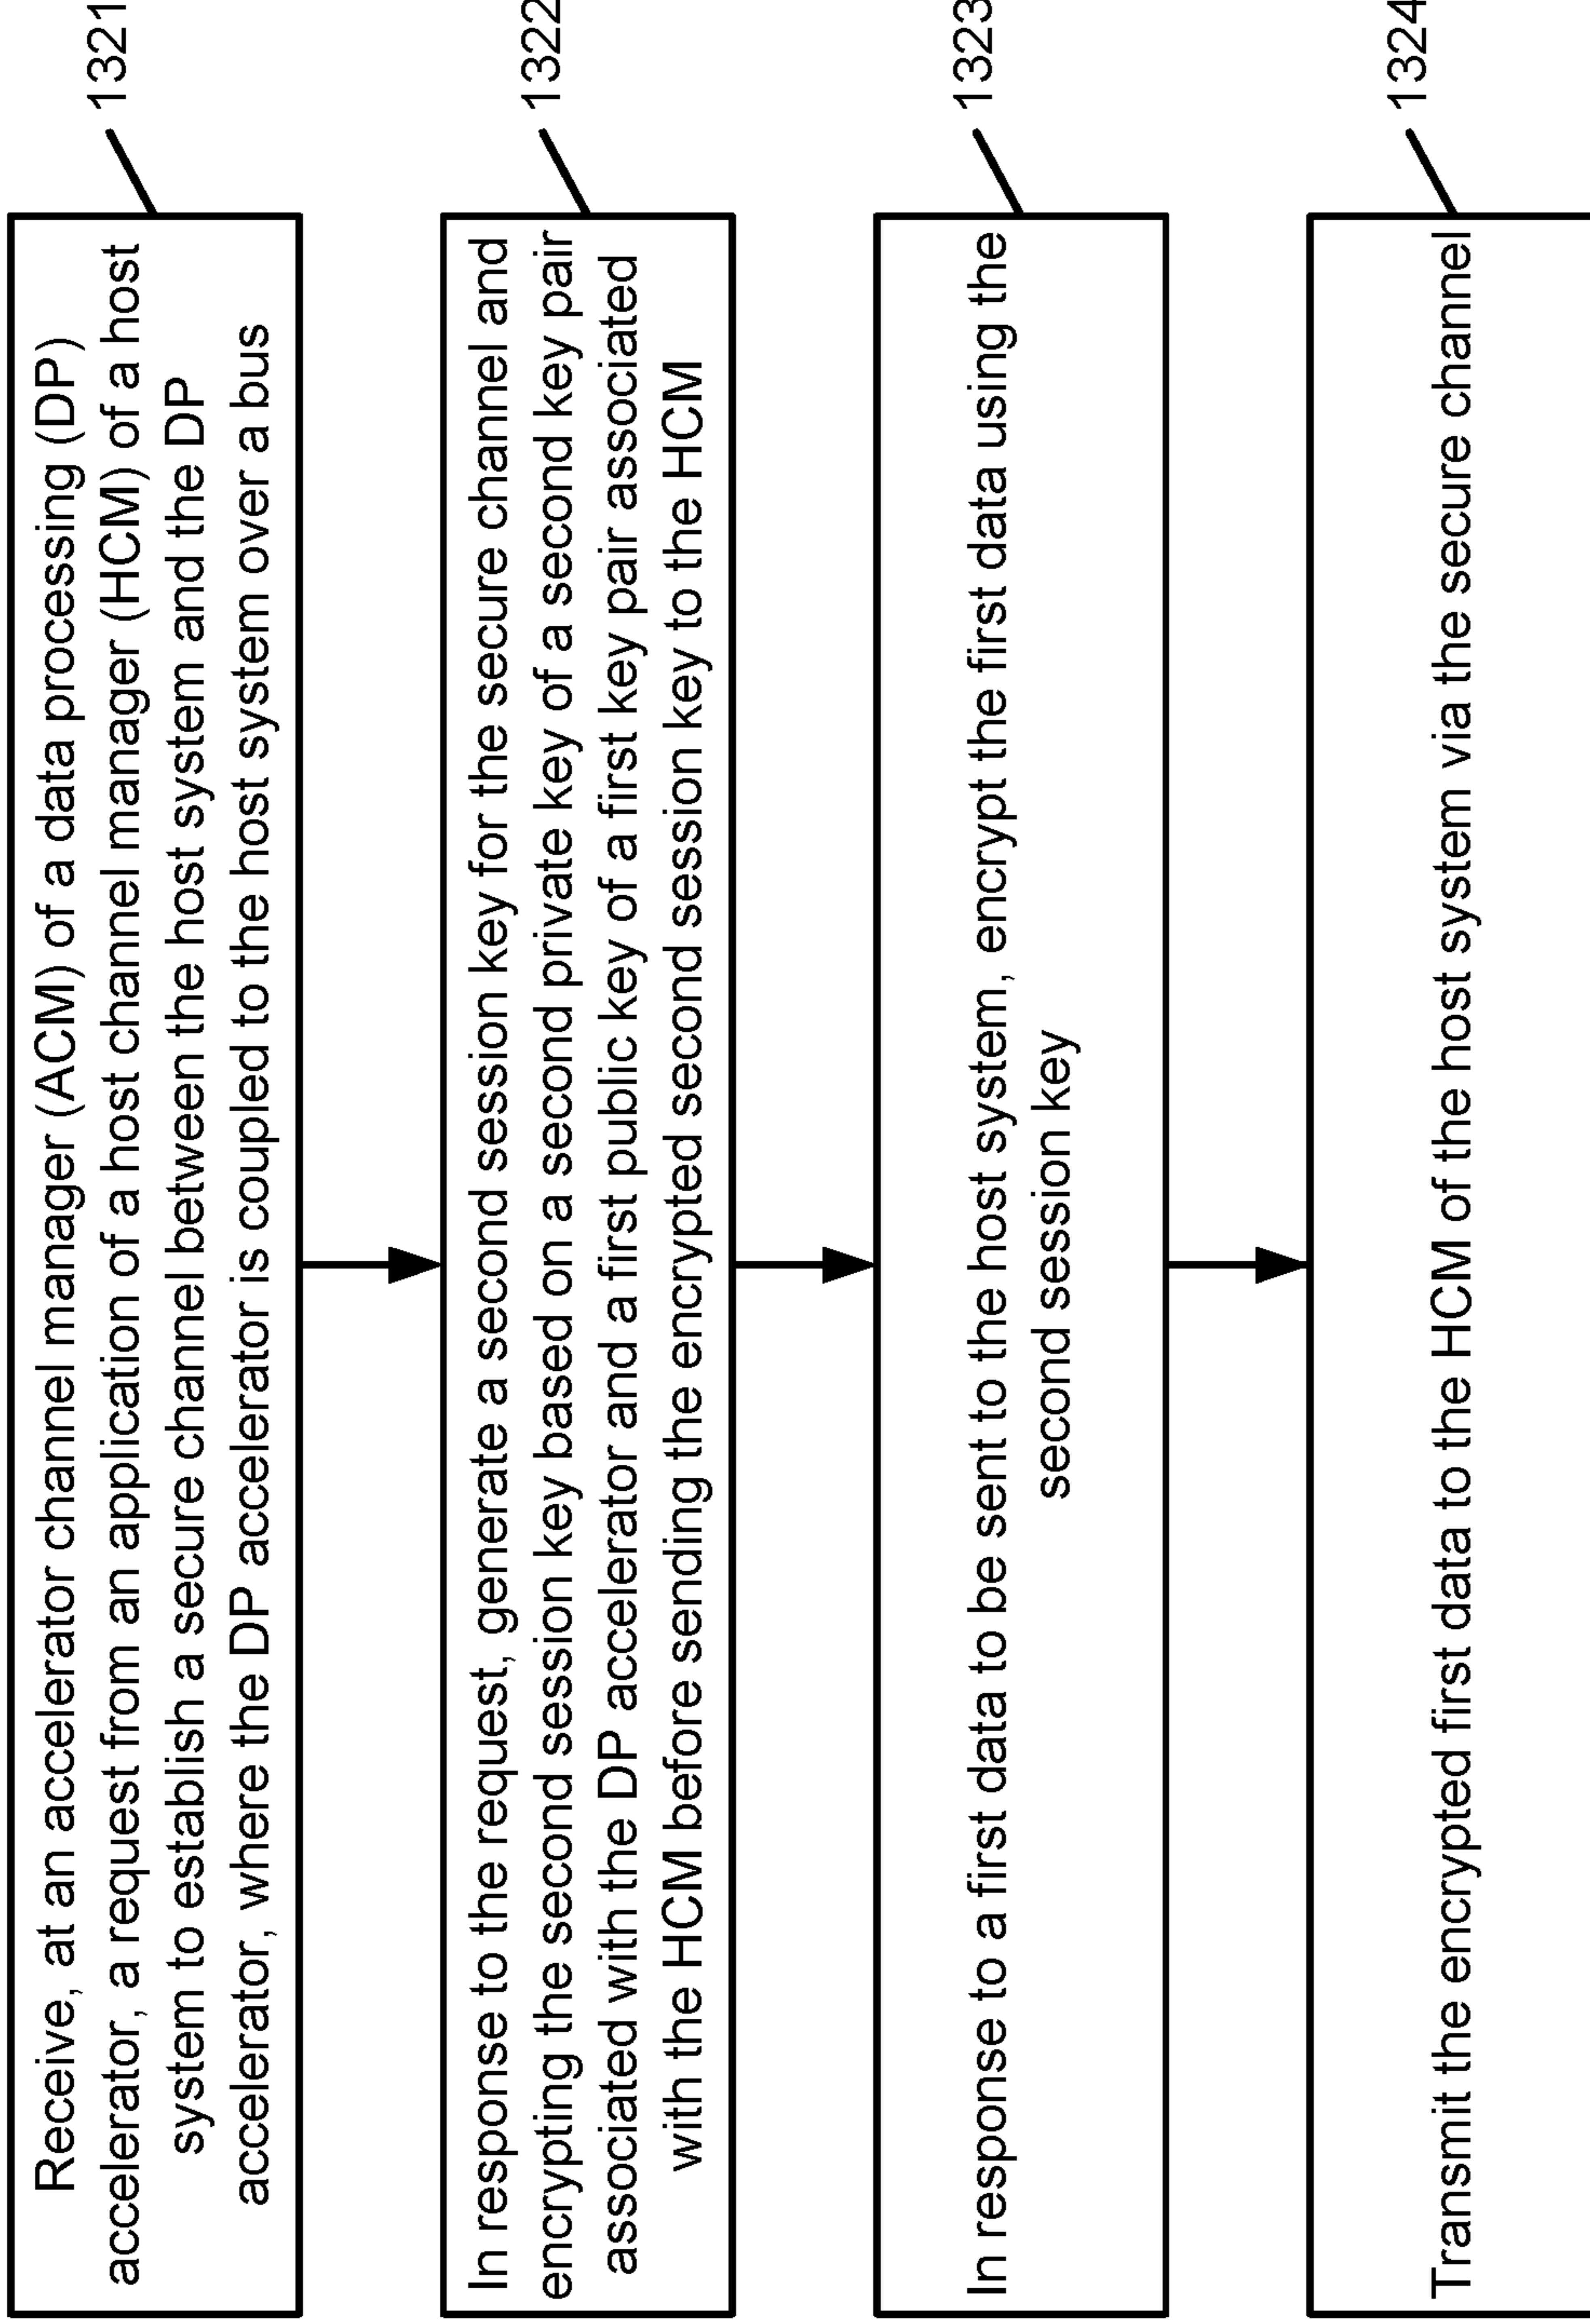 Receive, at an accelerator channel manager (ACM) of a data processing (DP)
accelerator, a request from an application of a host channel manager (HCM) of a host
system to establish a secure channel between the host system and the DP
accelerator, where the DP accelerator is coupled to the host system over a bus
1321
In response to the request, generate a second session key for the secure channel and
encrypting the second session key based on a second private key of a second key pair
associated with the DP accelerator and a first public key of a first key pair associated
with the HCM before sending the encrypted second session key to the HCM
1322
In response to a first data to be sent to the host system, encrypt the first data using the
second session key
1323
Transmit the encrypted first data to the HCM of the host system via the secure channel
1324